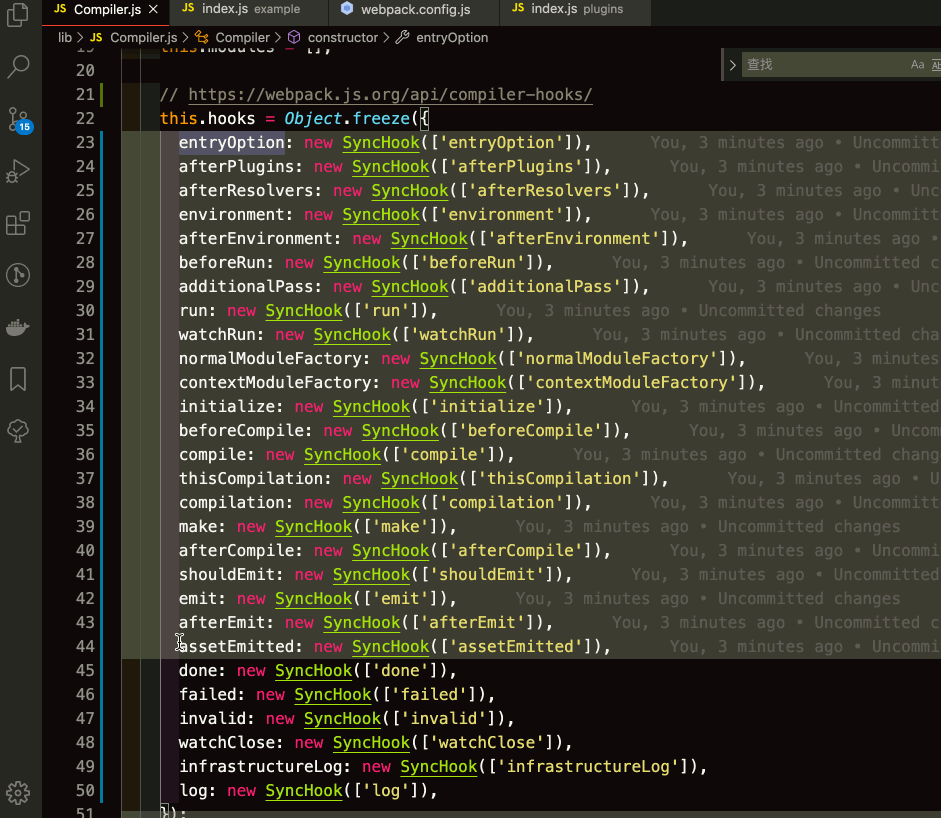 JS Compiler.js × JS index.js example webpack.config.js JS index.js plugins
lib > JS Compiler.js > Compiler > constructor > entryOption
19 this.modules = [];
查找 Aa Ab
20
21 // https://webpack.js.org/api/compiler-hooks/
22 this.hooks = Object.freeze({
23 entryOption: new SyncHook(['entryOption']), You, 3 minutes ago • Uncommitt
24 afterPlugins: new SyncHook(['afterPlugins']), You, 3 minutes ago • Uncommi
25 afterResolvers: new SyncHook(['afterResolvers']), You, 3 minutes ago • Unc
26 environment: new SyncHook(['environment']), You, 3 minutes ago • Uncommitt
27 afterEnvironment: new SyncHook(['afterEnvironment']), You, 3 minutes ago •
28 beforeRun: new SyncHook(['beforeRun']), You, 3 minutes ago • Uncommitted c
29 additionalPass: new SyncHook(['additionalPass']), You, 3 minutes ago • Unc
30 run: new SyncHook(['run']), You, 3 minutes ago • Uncommitted changes
31 watchRun: new SyncHook(['watchRun']), You, 3 minutes ago • Uncommitted cha
32 normalModuleFactory: new SyncHook(['normalModuleFactory']), You, 3 minutes
33 contextModuleFactory: new SyncHook(['contextModuleFactory']), You, 3 minut
34 initialize: new SyncHook(['initialize']), You, 3 minutes ago • Uncommitted
35 beforeCompile: new SyncHook(['beforeCompile']), You, 3 minutes ago • Uncom
36 compile: new SyncHook(['compile']), You, 3 minutes ago • Uncommitted chang
37 thisCompilation: new SyncHook(['thisCompilation']), You, 3 minutes ago • U
38 compilation: new SyncHook(['compilation']), You, 3 minutes ago • Uncommitt
39 make: new SyncHook(['make']), You, 3 minutes ago • Uncommitted changes
40 afterCompile: new SyncHook(['afterCompile']), You, 3 minutes ago • Uncommi
41 shouldEmit: new SyncHook(['shouldEmit']), You, 3 minutes ago • Uncommitted
42 emit: new SyncHook(['emit']), You, 3 minutes ago • Uncommitted changes
43 afterEmit: new SyncHook(['afterEmit']), You, 3 minutes ago • Uncommitted c
44 assetEmitted: new SyncHook(['assetEmitted']), You, 3 minutes ago • Uncommi
45 done: new SyncHook(['done']),
46 failed: new SyncHook(['failed']),
47 invalid: new SyncHook(['invalid']),
48 watchClose: new SyncHook(['watchClose']),
49 infrastructureLog: new SyncHook(['infrastructureLog']),
50 log: new SyncHook(['log']),
51 });
15